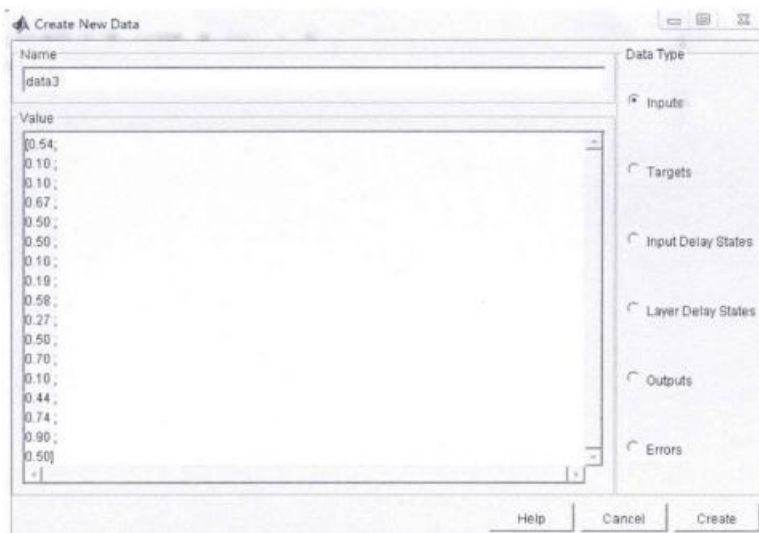 Create New Data
Name
data3
Value
[0.54;
0.10 ;
0.10 ;
0.67 ;
0.50 ;
0.50 ;
0.10 ;
0.19 ;
0.58 ;
0.27 ;
0.50 ;
0.70 ;
0.10 ;
0.44 ;
0.74 ;
0.90 ;
0.50]
Data Type
Inputs
Targets
Input Delay States
Layer Delay States
Outputs
Errors
Help
Cancel
Create